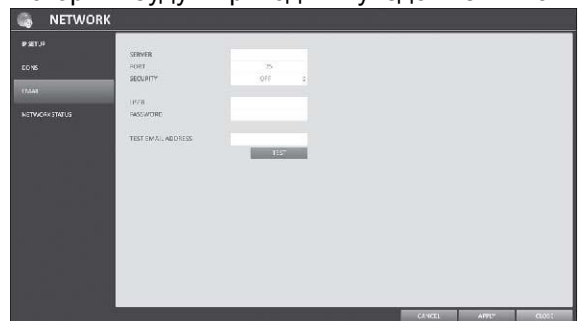 NETWORK
IP SETUP
DDNS
EMAIL
NETWORK STATUS
SERVER
PORT 25
SECURITY OFF
USER
PASSWORD
TEST EMAIL ADDRESS
TEST
CANCEL APPLY CLOSE